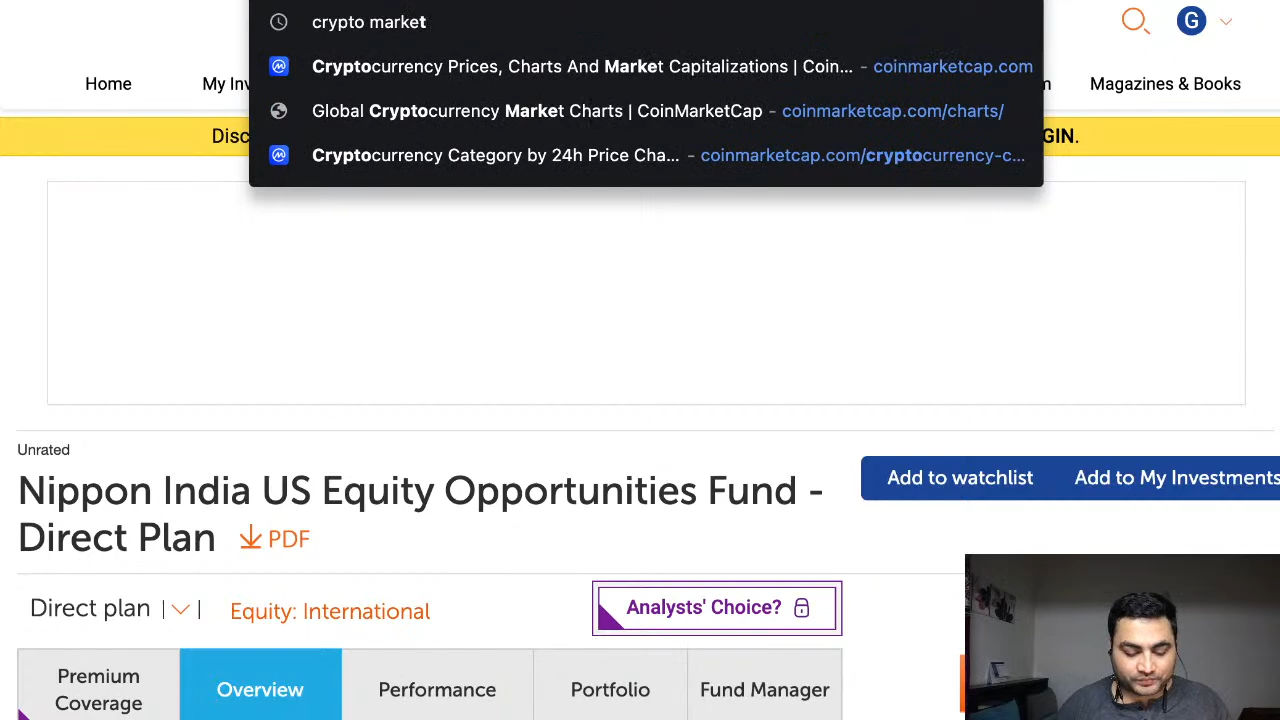 crypto market
Cryptocurrency Prices, Charts And Market Capitalizations | Coin... - coinmarketcap.com
Global Cryptocurrency Market Charts | CoinMarketCap - coinmarketcap.com/charts/
Cryptocurrency Category by 24h Price Cha... - coinmarketcap.com/cryptocurrency-c...
G
Home
My Inv
m
Magazines & Books
Disc
GIN.
Unrated
Nippon India US Equity Opportunities Fund -
Direct Plan
PDF
Add to watchlist
Add to My Investments
Direct plan
Equity: International
Analysts' Choice?
Premium
Coverage
Overview
Performance
Portfolio
Fund Manager